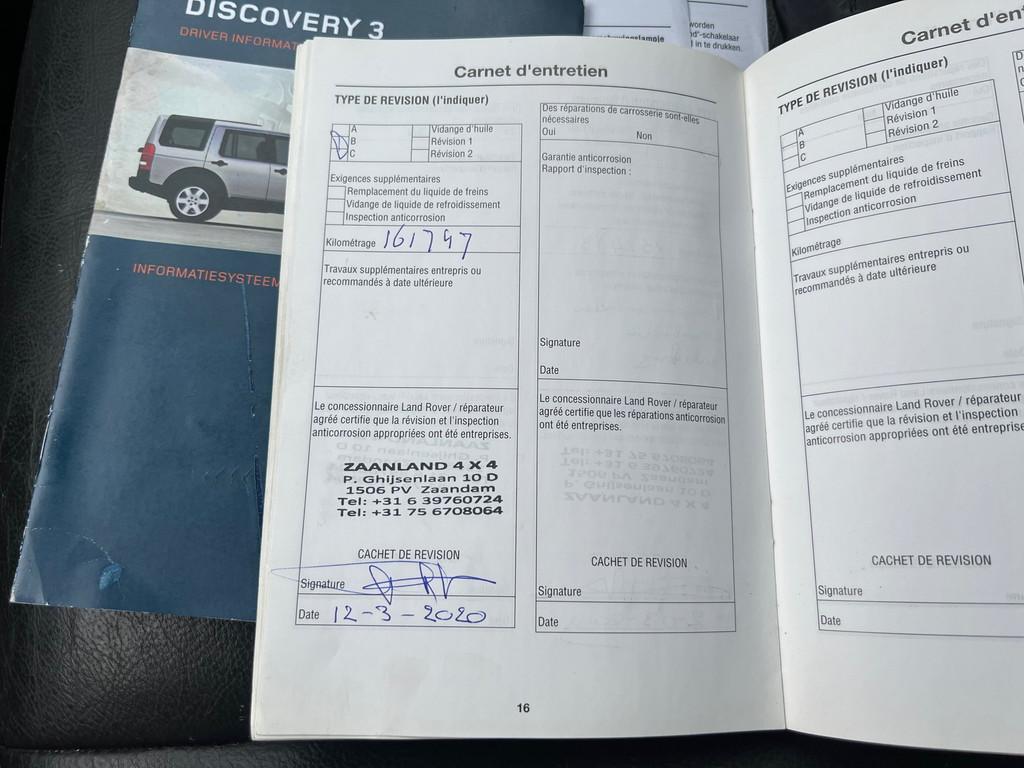 DISCOVERY 3
DRIVER INFORMAT
INFORMATIESYSTEEM
worden
d'-schakelaar
l in te drukken.
Carnet d'entretien
TYPE DE REVISION (l'indiquer)
A
B
C
Vidange d'huile
Révision 1
Révision 2
Exigences supplémentaires
Remplacement du liquide de freins
Vidange de liquide de refroidissement
Inspection anticorrosion
Kilométrage 161797
Travaux supplémentaires entrepris ou
recommandés à date ultérieure
Le concessionnaire Land Rover / réparateur
agréé certifie que la révision et l'inspection
anticorrosion appropriées ont été entreprises.
ZAANLAND 4 X 4
P. Ghijsenlaan 10 D
1506 PV Zaandam
Tel: +31 6 39760724
Tel: +31 75 6708064
CACHET DE REVISION
Signature
Date 12-3-2020
Des réparations de carrosserie sont-elles
nécessaires
Oui Non
Garantie anticorrosion
Rapport d'inspection :
Signature
Date
Le concessionnaire Land Rover / réparateur
agréé certifie que les réparations anticorrosion
ont été entreprises.
CACHET DE REVISION
Signature
Date
16
Carnet d'ent
TYPE DE REVISION (l'indiquer)
A
B
C
Vidange d'huile
Révision 1
Révision 2
Exigences supplémentaires
Remplacement du liquide de freins
Vidange de liquide de refroidissement
Inspection anticorrosion
Kilométrage
Travaux supplémentaires entrepris ou
recommandés à date ultérieure
Le concessionnaire Land Rover / réparateur
agréé certifie que la révision et l'inspection
anticorrosion appropriées ont été entreprise
CACHET DE REVISION
Signature
Date